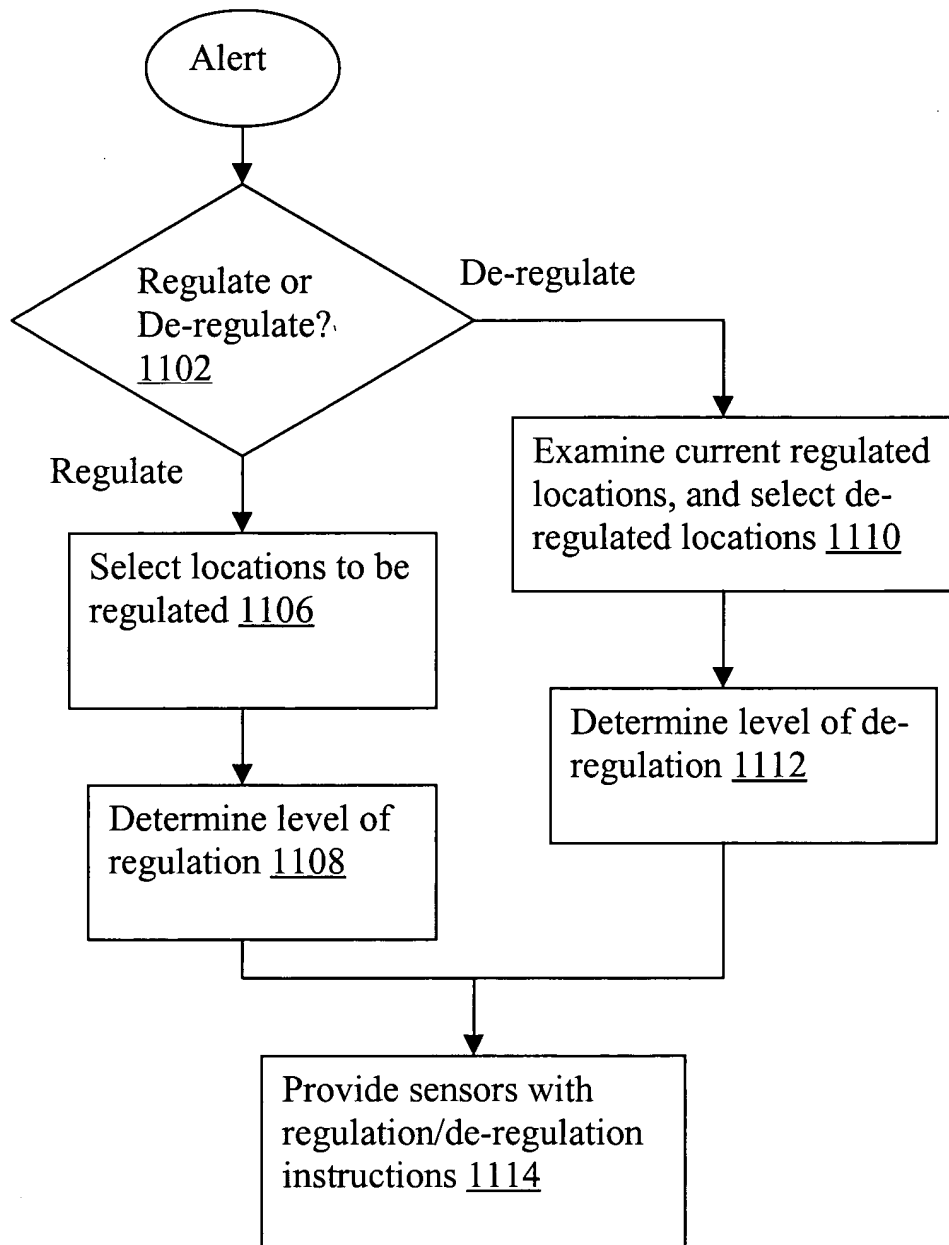 Alert
Regulate or
De-regulate?
1102
De-regulate
Regulate
Examine current regulated
locations, and select de-
regulated locations 1110
Select locations to be
regulated 1106
Determine level of de-
regulation 1112
Determine level of
regulation 1108
Provide sensors with
regulation/de-regulation
instructions 1114